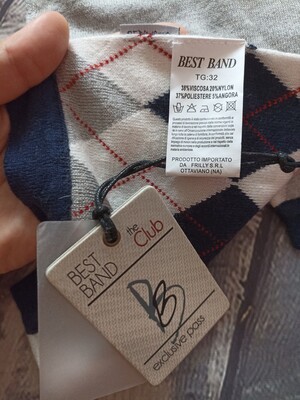 BEST BAND
TG:32
38%VISCOSA 20%NYLON
37%POLIESTERE 5%ANGORA
PRODOTTO IMPORTATO
DA FRILLY S.R.L
OTTAVIANO (NA)
BEST
BAND
the
Club
BB
exclusive pass